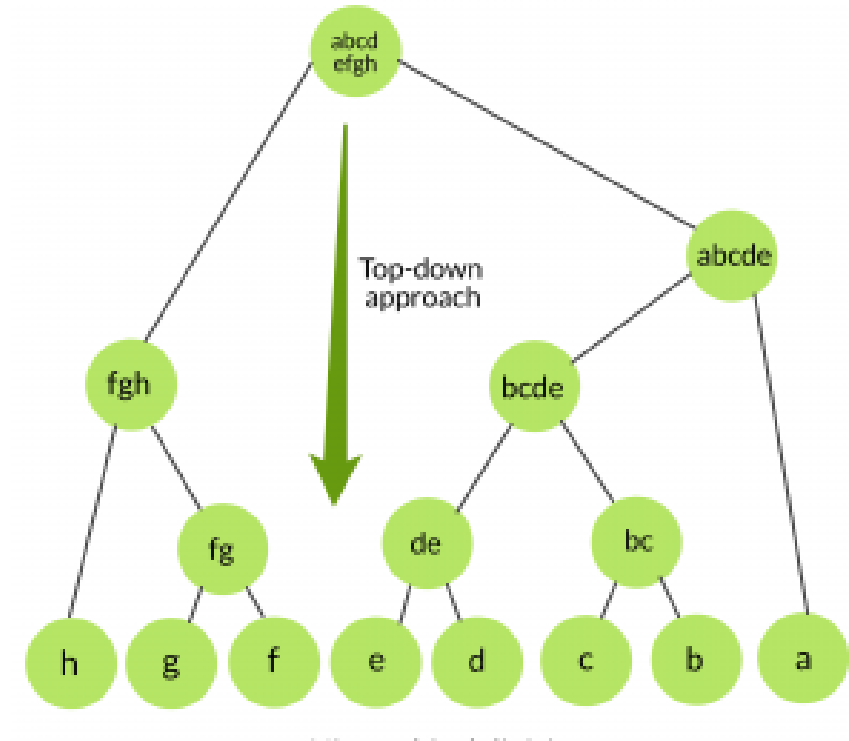 abcd
efgh
abcde
Top-down
approach
fgh
bcde
fg
de
bc
h
g
f
e
d
c
b
a